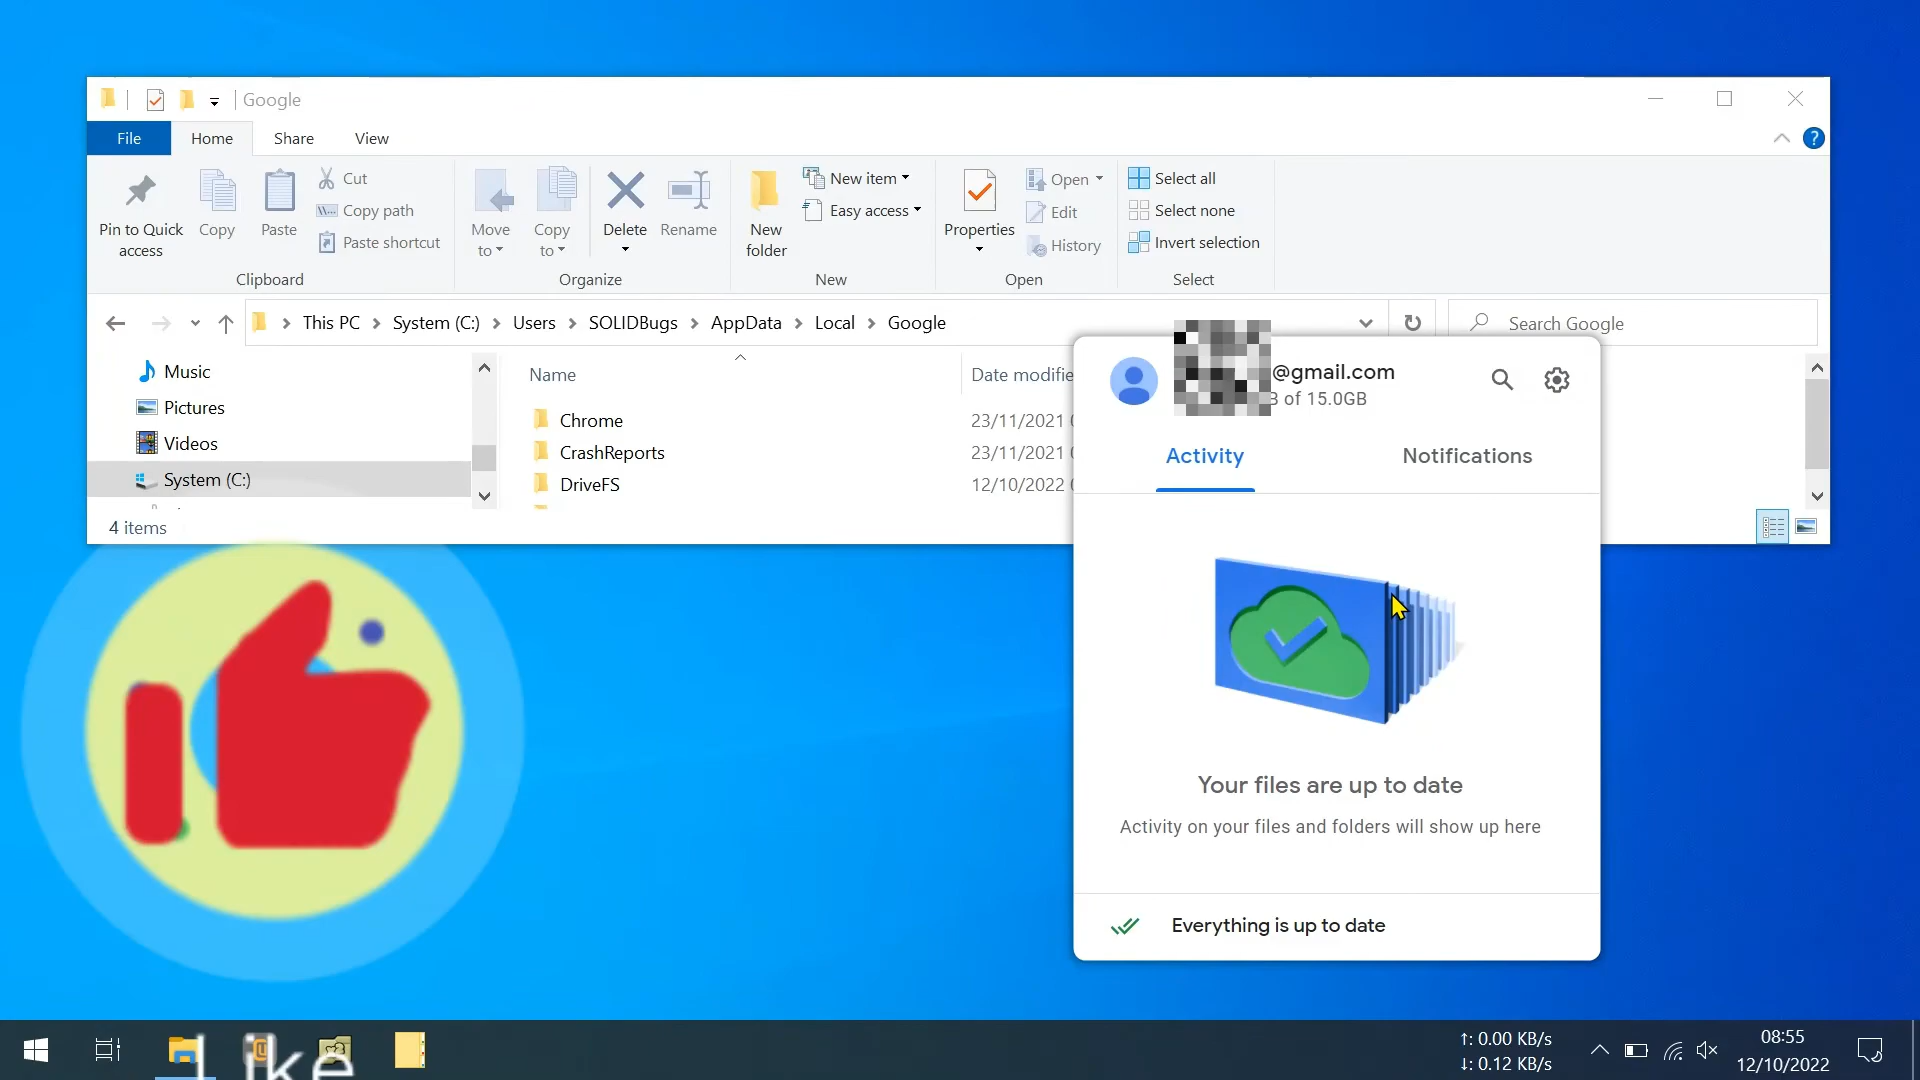 Google
File Home Share View
Pin to Quick access
Copy
Paste
Cut
Copy path
Paste shortcut
Clipboard
Move to
Copy to
Delete
Rename
Organize
New folder
New item
Easy access
New
Properties
Open
Edit
History
Open
Select all
Select none
Invert selection
Select
This PC System (C:) Users SOLIDBugs AppData Local Google
Search Google
Music
Pictures
Videos
System (C:)
Name Date modifie
Chrome 23/11/2021
CrashReports 23/11/2021
DriveFS 12/10/2022
4 items
@gmail.com
of 15.0GB
Activity Notifications
Your files are up to date
Activity on your files and folders will show up here
Everything is up to date
Like
↑: 0.00 KB/s
↓: 0.12 KB/s
08:55
12/10/2022